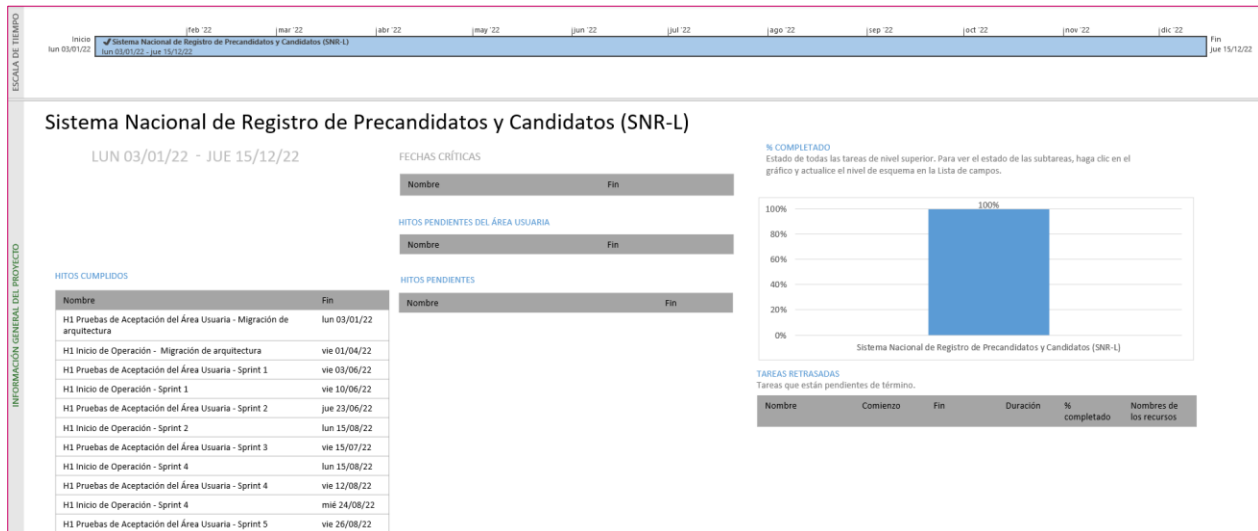 ESCALA DE TIEMPO
feb '22 mar '22 abr '22 may '22 jun '22 jul '22 ago '22 sep '22 oct '22 nov '22 dic '22
Inicio
lun 03/01/22
Sistema Nacional de Registro de Precandidatos y Candidatos (SNR-L)
lun 03/01/22 - jue 15/12/22
Fin
jue 15/12/22
INFORMACIÓN GENERAL DEL PROYECTO
Sistema Nacional de Registro de Precandidatos y Candidatos (SNR-L)
LUN 03/01/22 - JUE 15/12/22
HITOS CUMPLIDOS
Nombre Fin
H1 Pruebas de Aceptación del Área Usuaria - Migración de lun 03/01/22
arquitectura
H1 Inicio de Operación - Migración de arquitectura vie 01/04/22
H1 Pruebas de Aceptación del Área Usuaria - Sprint 1 vie 03/06/22
H1 Inicio de Operación - Sprint 1 vie 10/06/22
H1 Pruebas de Aceptación del Área Usuaria - Sprint 2 jue 23/06/22
H1 Inicio de Operación - Sprint 2 lun 15/08/22
H1 Pruebas de Aceptación del Área Usuaria - Sprint 3 vie 15/07/22
H1 Inicio de Operación - Sprint 4 lun 15/08/22
H1 Pruebas de Aceptación del Área Usuaria - Sprint 4 vie 12/08/22
H1 Inicio de Operación - Sprint 4 mié 24/08/22
H1 Pruebas de Aceptación del Área Usuaria - Sprint 5 vie 26/08/22
FECHAS CRÍTICAS
Nombre Fin
HITOS PENDIENTES DEL ÁREA USUARIA
Nombre Fin
HITOS PENDIENTES
Nombre Fin
% COMPLETADO
Estado de todas las tareas de nivel superior. Para ver el estado de las subtareas, haga clic en el
gráfico y actualice el nivel de esquema en la Lista de campos.
100%
100%
80%
60%
40%
20%
0%
Sistema Nacional de Registro de Precandidatos y Candidatos (SNR-L)
TAREAS RETRASADAS
Tareas que están pendientes de término.
Nombre Comienzo Fin Duración % Nombres de
completado los recursos